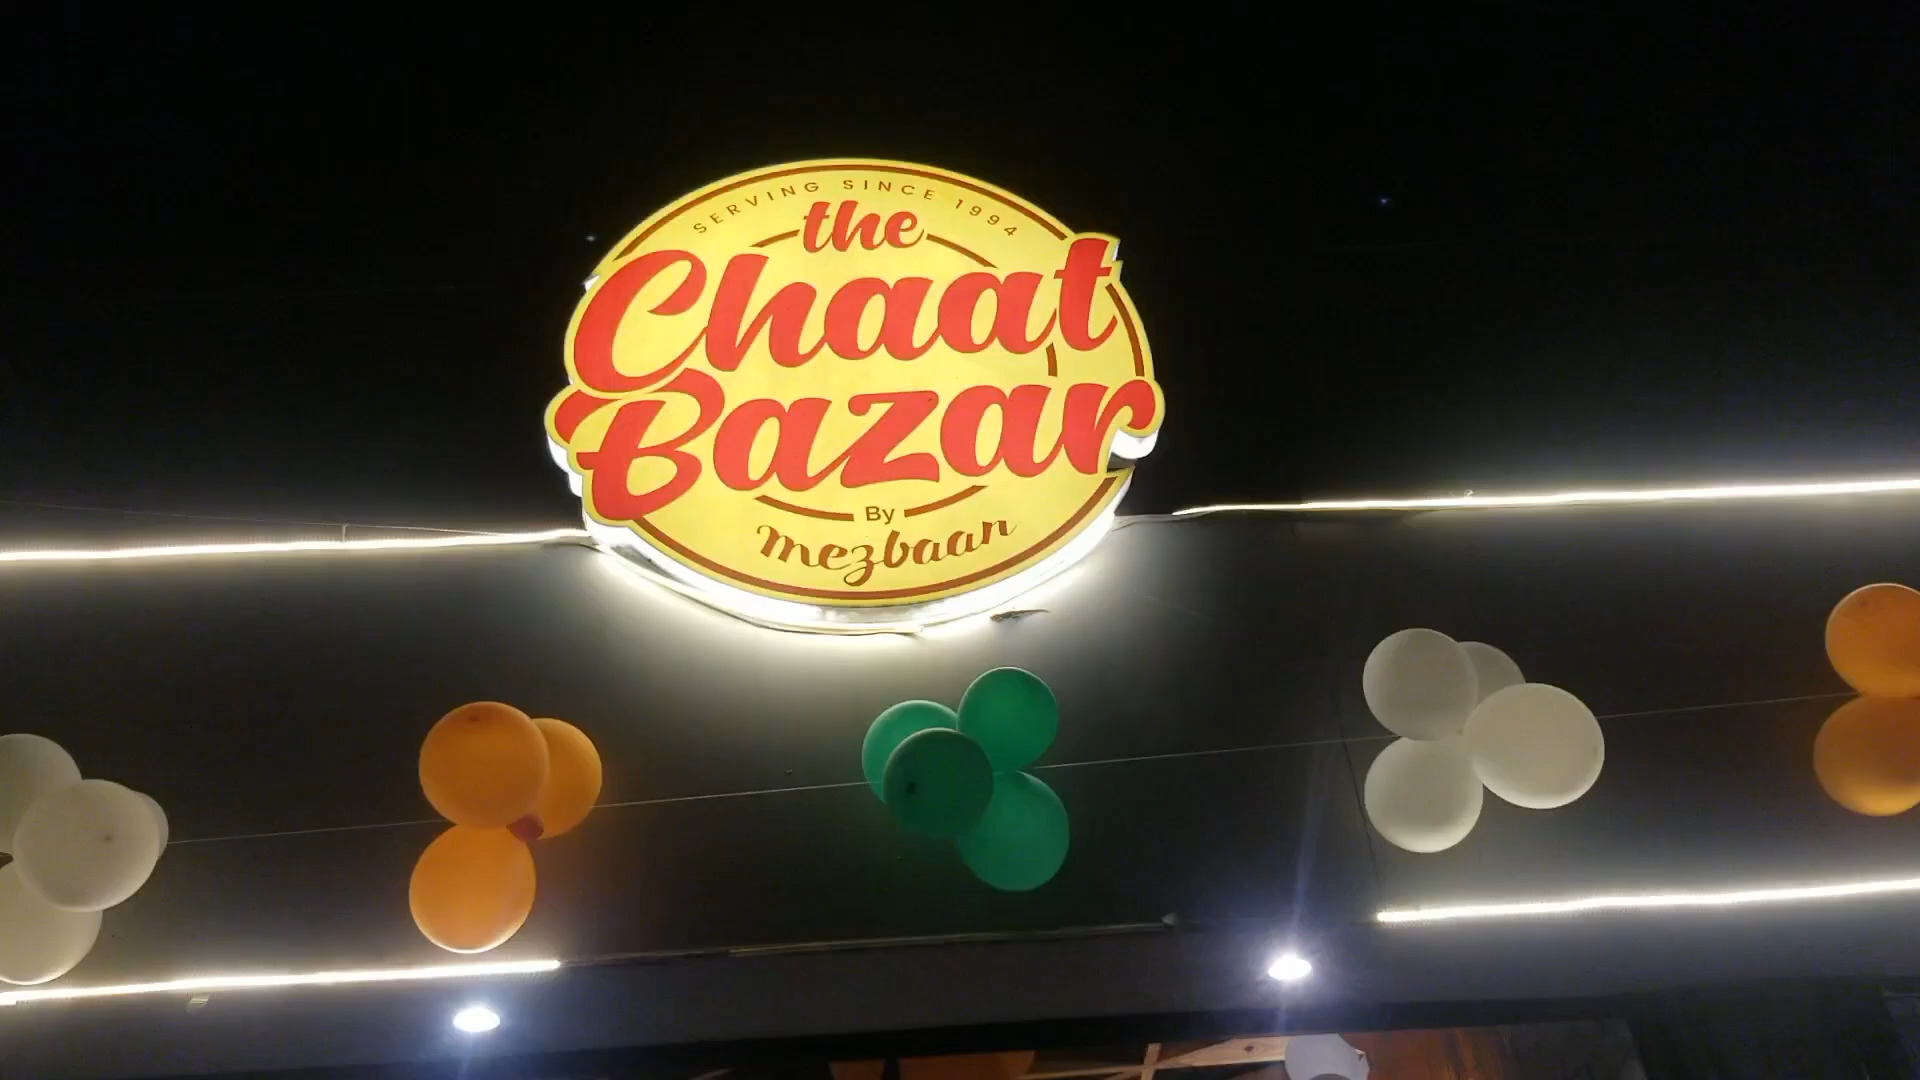 SERVING SINCE 1994
the
Chaat
Bazar
By
mezbaan